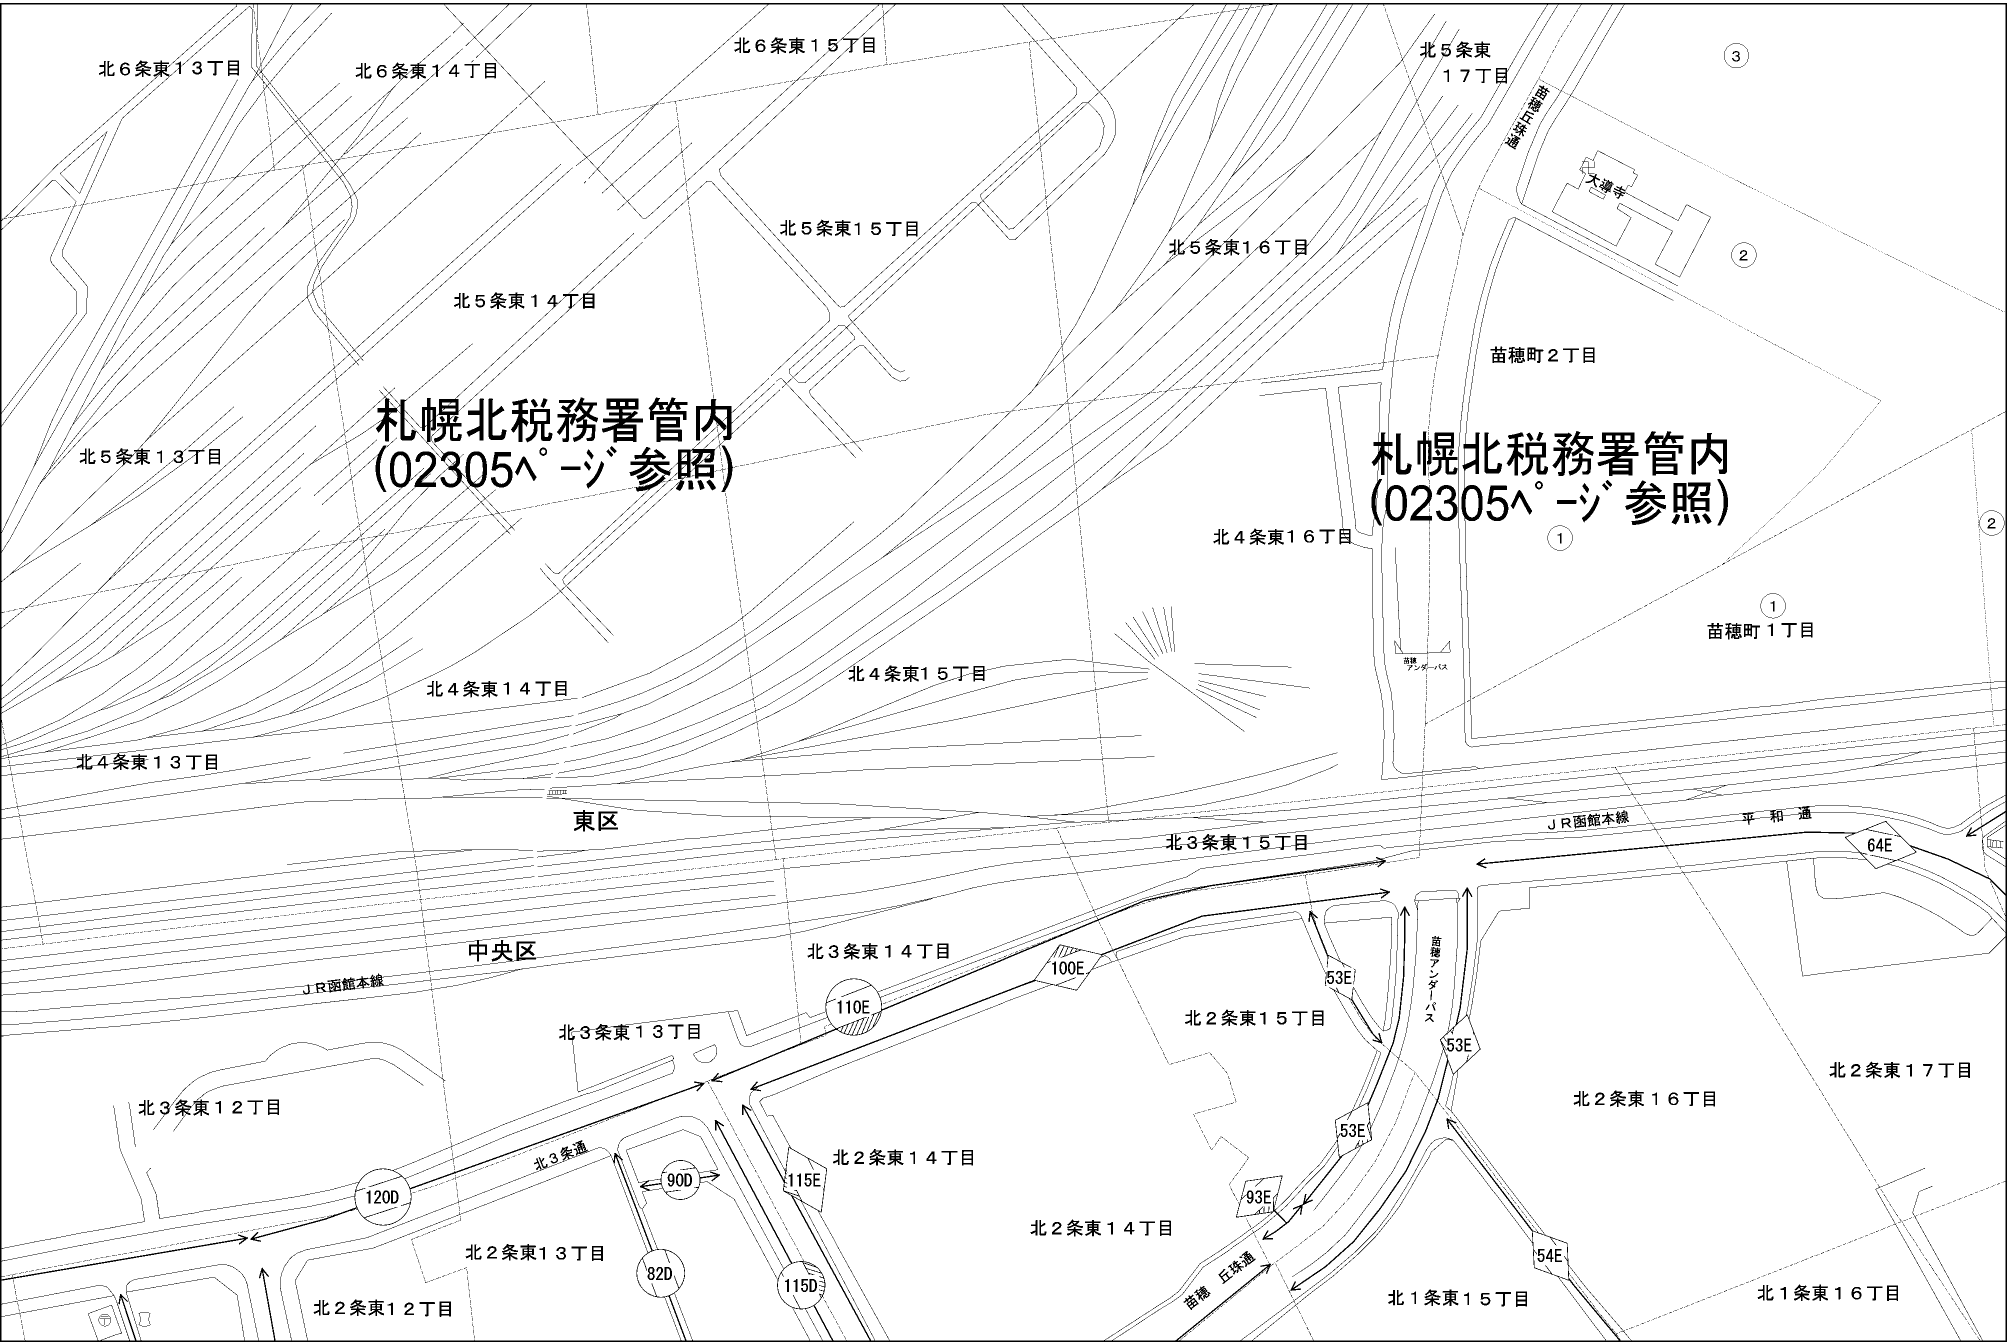 北６条東１３丁目
北６条東１４丁目
北６条東１５丁目
北５条東
１７丁目
③
苗穂丘珠通
大導寺
②
北５条東１５丁目
北５条東１６丁目
北５条東１４丁目
苗穂町２丁目
札幌北税務署管内
(02305ﾍﾟｰｼﾞ参照)
札幌北税務署管内
(02305ﾍﾟｰｼﾞ参照)
北５条東１３丁目
北４条東１６丁目
①
②
①
苗穂町１丁目
苗穂
アンダーパス
北４条東１４丁目
北４条東１５丁目
北４条東１３丁目
東区
北３条東１５丁目
ＪＲ函館本線
平和通
64E
中央区
北３条東１４丁目
100E
53E
苗穂アンダーパス
ＪＲ函館本線
110E
北３条東１３丁目
北２条東１５丁目
53E
北２条東１７丁目
北３条東１２丁目
北２条東１６丁目
53E
北３条通
北２条東１４丁目
120D
90D
115E
93E
北２条東１４丁目
北２条東１３丁目
82D
115D
苗穂丘珠通
54E
北２条東１２丁目
北１条東１５丁目
北１条東１６丁目